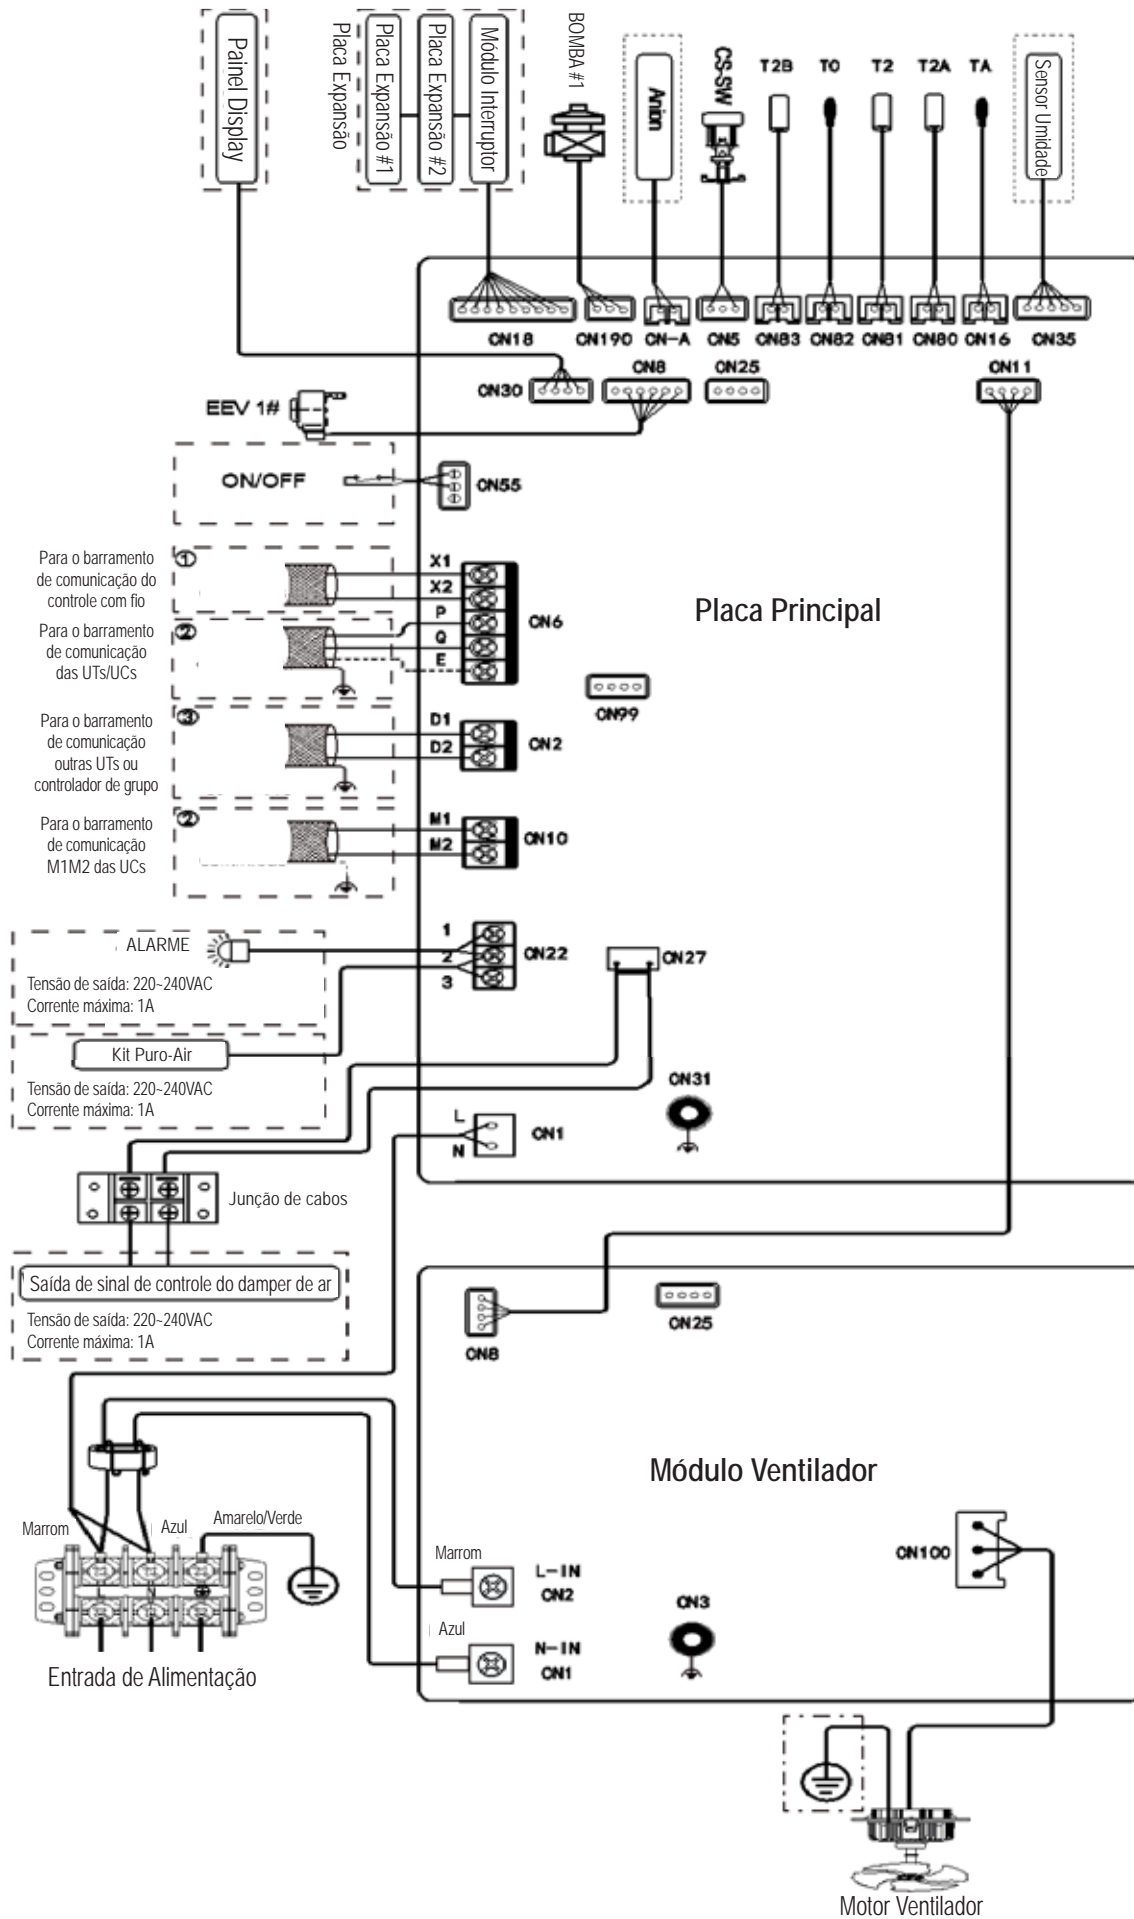 Painel Display
Placa Expansão
Placa Expansão #1
Placa Expansão #2
Módulo Interruptor
BOMBA #1
Anion
CS-SW
T2B
T0
T2
T2A
TA
Sensor Umidade
CN18
CN190
CN-A
CN5
CN83
CN82
CN81
CN80
CN16
CN35
CN30
CN8
CN25
CN11
EEV 1#
ON/OFF
CN55
Para o barramento
de comunicação do
controle com fio
1
X1
X2
P
Q
E
CN6
Placa Principal
Para o barramento
de comunicação
das UTs/UCs
2
CN99
Para o barramento
de comunicação
outras UTs ou
controlador de grupo
3
D1
D2
CN2
Para o barramento
de comunicação
M1M2 das UCs
2
M1
M2
CN10
ALARME
Tensão de saída: 220~240VAC
Corrente máxima: 1A
1
2
3
CN22
CN27
Kit Puro-Air
Tensão de saída: 220~240VAC
Corrente máxima: 1A
CN31
L
N
CN1
Junção de cabos
Saída de sinal de controle do damper de ar
Tensão de saída: 220~240VAC
Corrente máxima: 1A
CN8
CN25
Módulo Ventilador
Marrom
Azul
Amarelo/Verde
L
N
Entrada de Alimentação
Marrom
L-IN
CN2
Azul
N-IN
CN1
CN3
CN100
Motor Ventilador